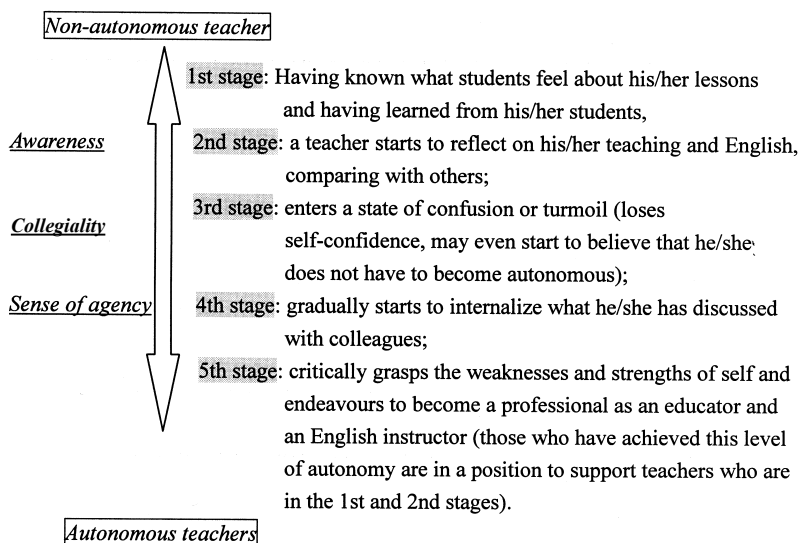 Non-autonomous teacher
1st stage: Having known what students feel about his/her lessons
and having learned from his/her students,
Awareness
2nd stage: a teacher starts to reflect on his/her teaching and English,
comparing with others;
3rd stage: enters a state of confusion or turmoil (loses
Collegiality
self-confidence, may even start to believe that he/she
does not have to become autonomous);
Sense of agency
4th stage: gradually starts to internalize what he/she has discussed
with colleagues;
5th stage: critically grasps the weaknesses and strengths of self and
endeavours to become a professional as an educator and
an English instructor (those who have achieved this level
of autonomy are in a position to support teachers who are
in the 1st and 2nd stages).
Autonomous teachers